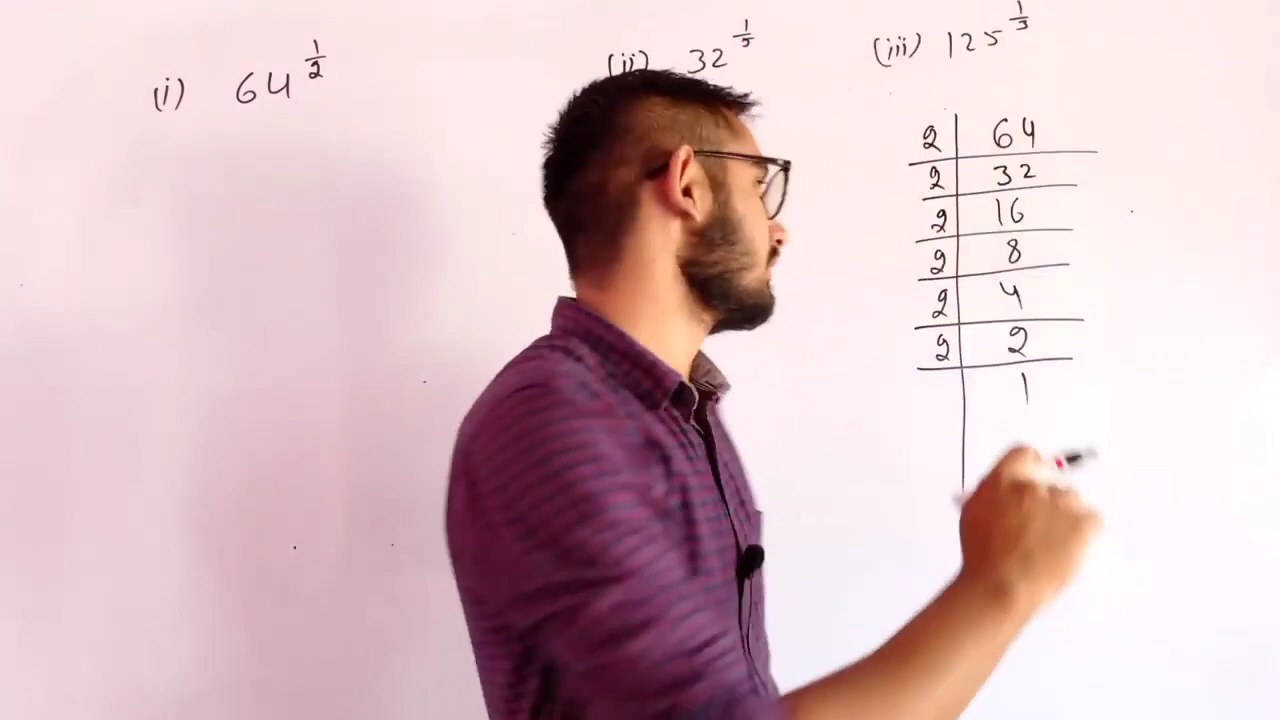 (i) 64^{1/2}
(ii) 32^{1/5}
(iii) 125^{1/3}
2 | 64
2 | 32
2 | 16
2 | 8
2 | 4
2 | 2
1